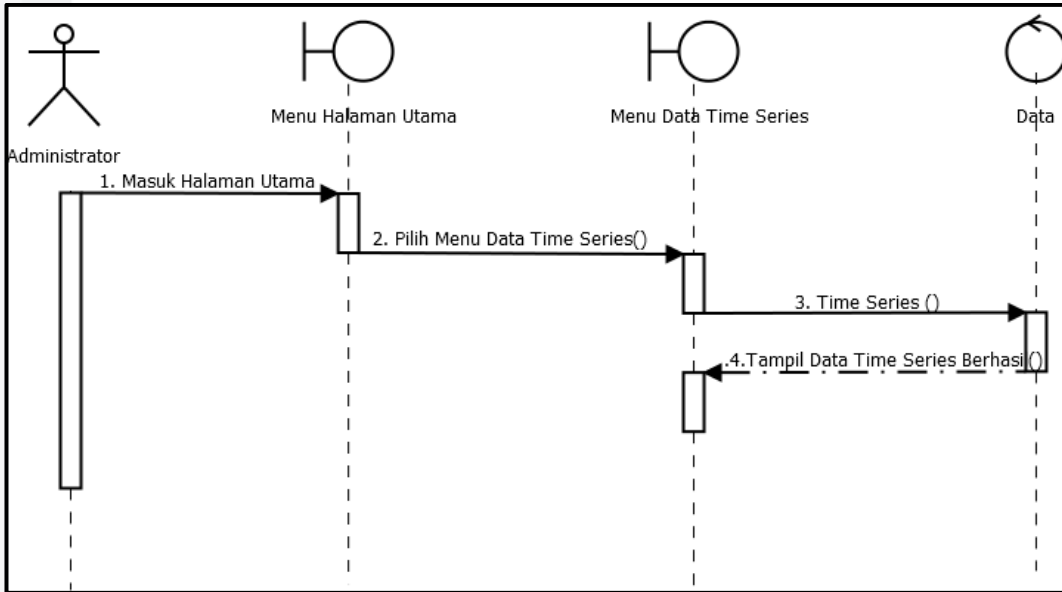 Menu Halaman Utama
Menu Data Time Series
Data
Administrator
1. Masuk Halaman Utama
2. Pilih Menu Data Time Series()
3. Time Series ()
.4.Tampil Data Time Series Berhasil()